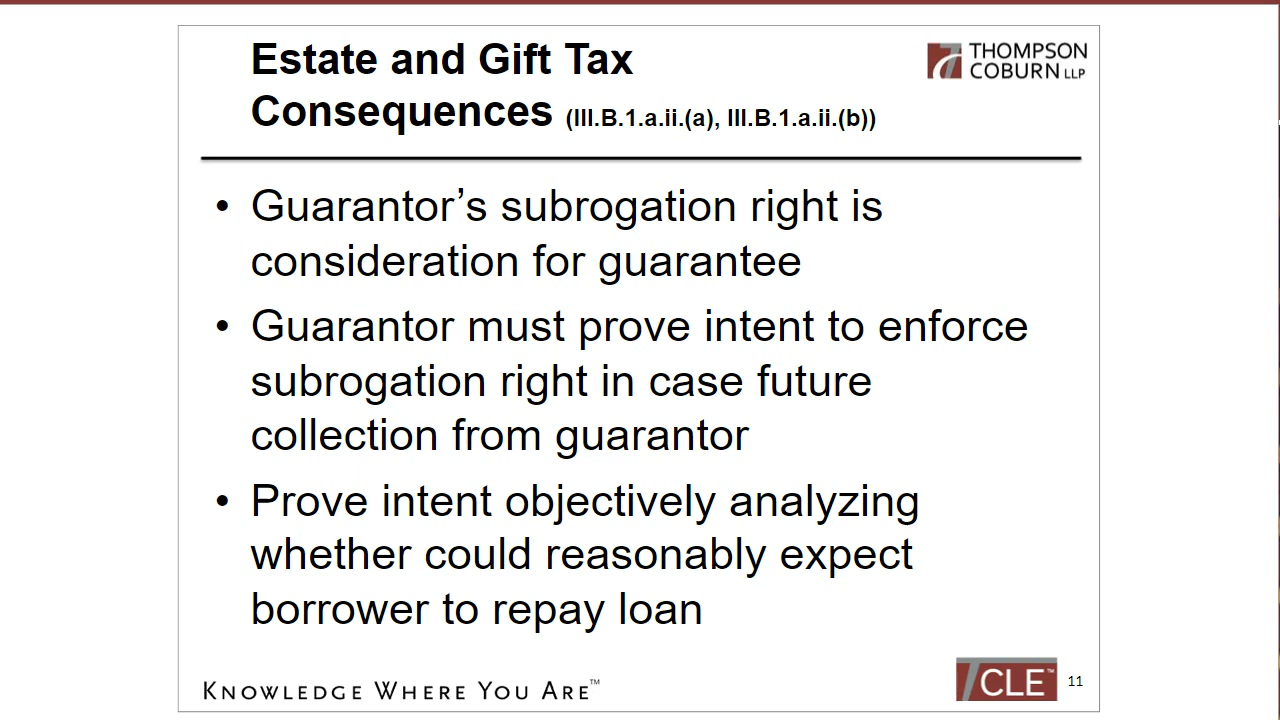 Estate and Gift Tax
Consequences (III.B.1.a.ii.(a), III.B.1.a.ii.(b))
THOMPSON
COBURN LLP
• Guarantor’s subrogation right is
consideration for guarantee
• Guarantor must prove intent to enforce
subrogation right in case future
collection from guarantor
• Prove intent objectively analyzing
whether could reasonably expect
borrower to repay loan
KNOWLEDGE WHERE YOU ARE™
TCLE™
11